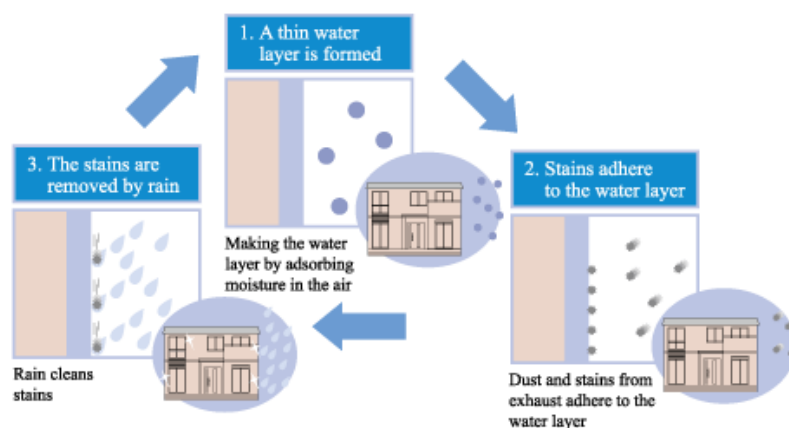 1. A thin water
layer is formed
Making the water
layer by adsorbing
moisture in the air
2. Stains adhere
to the water layer
Dust and stains from
exhaust adhere to the
water layer
3. The stains are
removed by rain
Rain cleans
stains